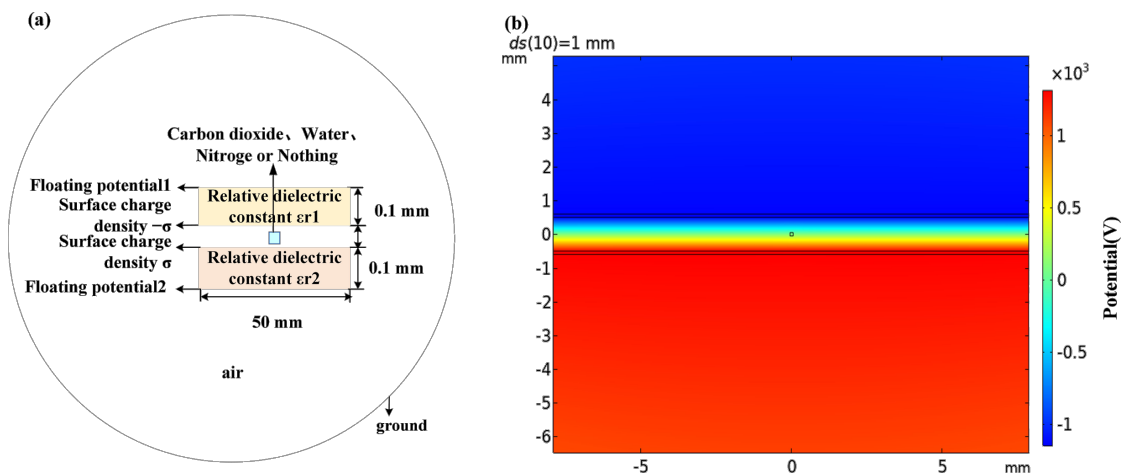 (a)
Carbon dioxide、Water、
Nitroge or Nothing
Floating potential1
Surface charge
density −σ
Surface charge
density σ
Floating potential2
Relative dielectric
constant εr1
Relative dielectric
constant εr2
0.1 mm
0.1 mm
50 mm
air
ground
(b)
ds(10)=1 mm
mm
4
3
2
1
0
-1
-2
-3
-4
-5
-6
-5
0
5
mm
×10³
1
0.5
0
-0.5
-1
Potential(V)